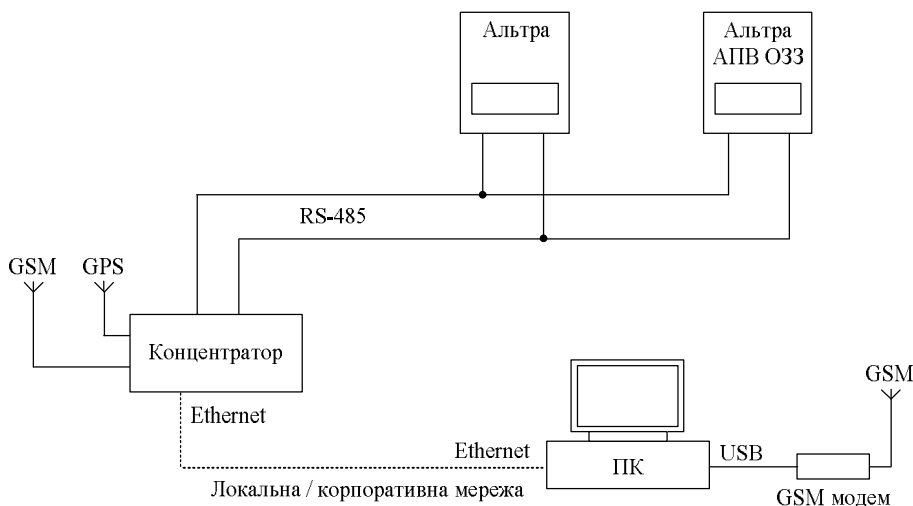 Альтра
Альтра
АПВ ОЗЗ
RS-485
GSM
GPS
Концентратор
Ethernet
GSM
Ethernet
ПК
USB
Локальна / корпоративна мережа
GSM модем